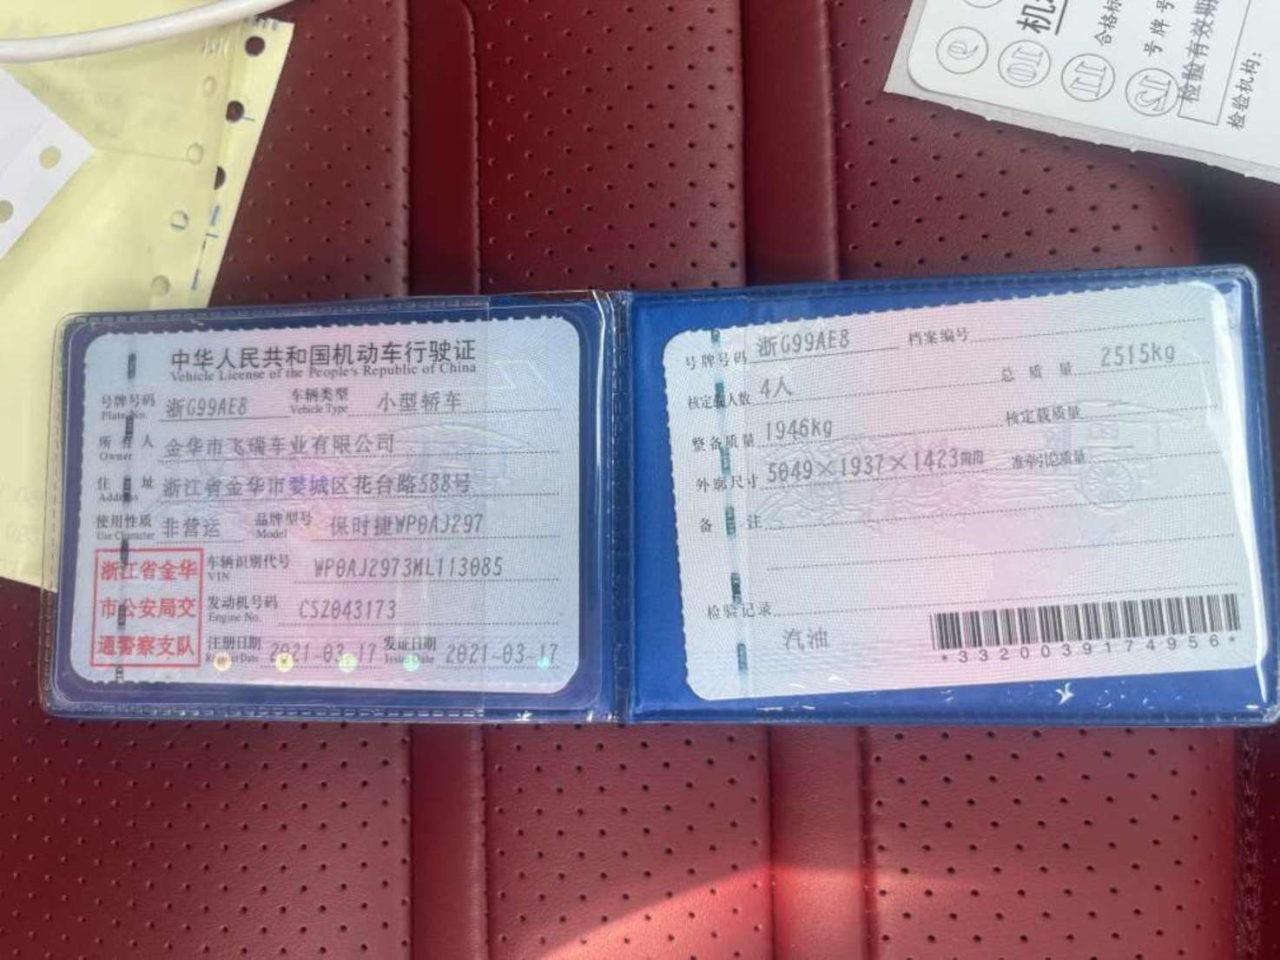 中华人民共和国机动车行驶证
Vehicle License of the People's Republic of China
号牌号码 浙G99AE8 车辆类型 小型轿车
Plate No. Vehicle Type
所有人 金华市飞瑞车业有限公司
Owner
住址 浙江省金华市婺城区花台路588号
Address
使用性质 非营运 品牌型号 保时捷WP0AJ297
Use Character Model
浙江省金华
市公安局交
通警察支队
车辆识别代号 WP0AJ2973ML113085
VIN
发动机号码 CSZ043173
Engine No.
注册日期 2021-03-17 发证日期 2021-03-17
Register Date Issue Date
号牌号码 浙G99AE8 档案编号
核定载人数 4人 总质量 2515kg
整备质量 1946kg 核定载质量
外廓尺寸 5049×1937×1423mm 准牵引总质量
备注
检验记录
汽油
*3320039174956*
合格标
号牌号
检验有效期
检验机构: